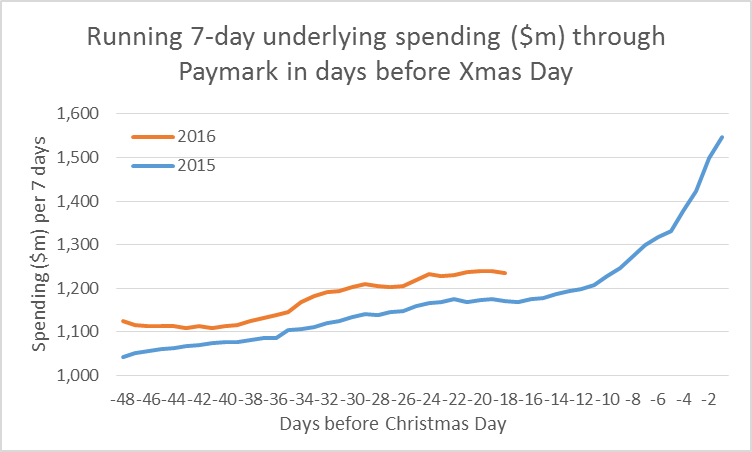 Running 7-day underlying spending ($m) through
Paymark in days before Xmas Day
1,600
1,500
1,400
1,300
1,200
1,100
1,000
Spending ($m) per 7 days
2016
2015
-48 -46 -44 -42 -40 -38 -36 -34 -32 -30 -28 -26 -24 -22 -20 -18 -16 -14 -12 -10 -8 -6 -4 -2
Days before Christmas Day